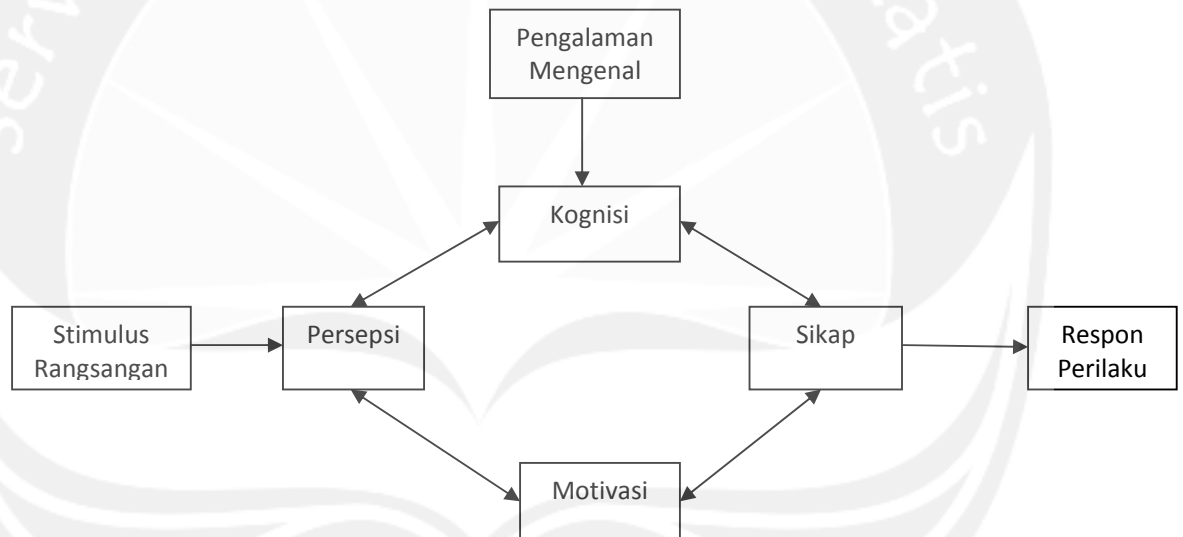 Pengalaman
Mengenal
Kognisi
Stimulus
Rangsangan
Persepsi
Sikap
Respon
Perilaku
Motivasi